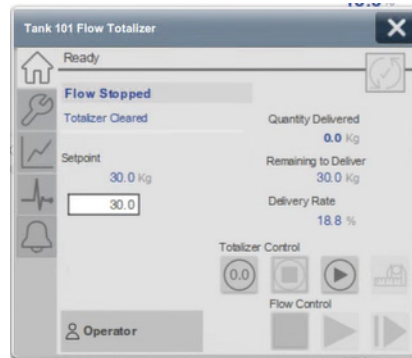 Tank 101 Flow Totalizer
Ready
Flow Stopped
Totalizer Cleared
Setpoint
30.0 Kg
30.0
Quantity Delivered
0.0 Kg
Remaining to Deliver
30.0 Kg
Delivery Rate
18.8 %
Totalizer Control
0.0
Flow Control
Operator